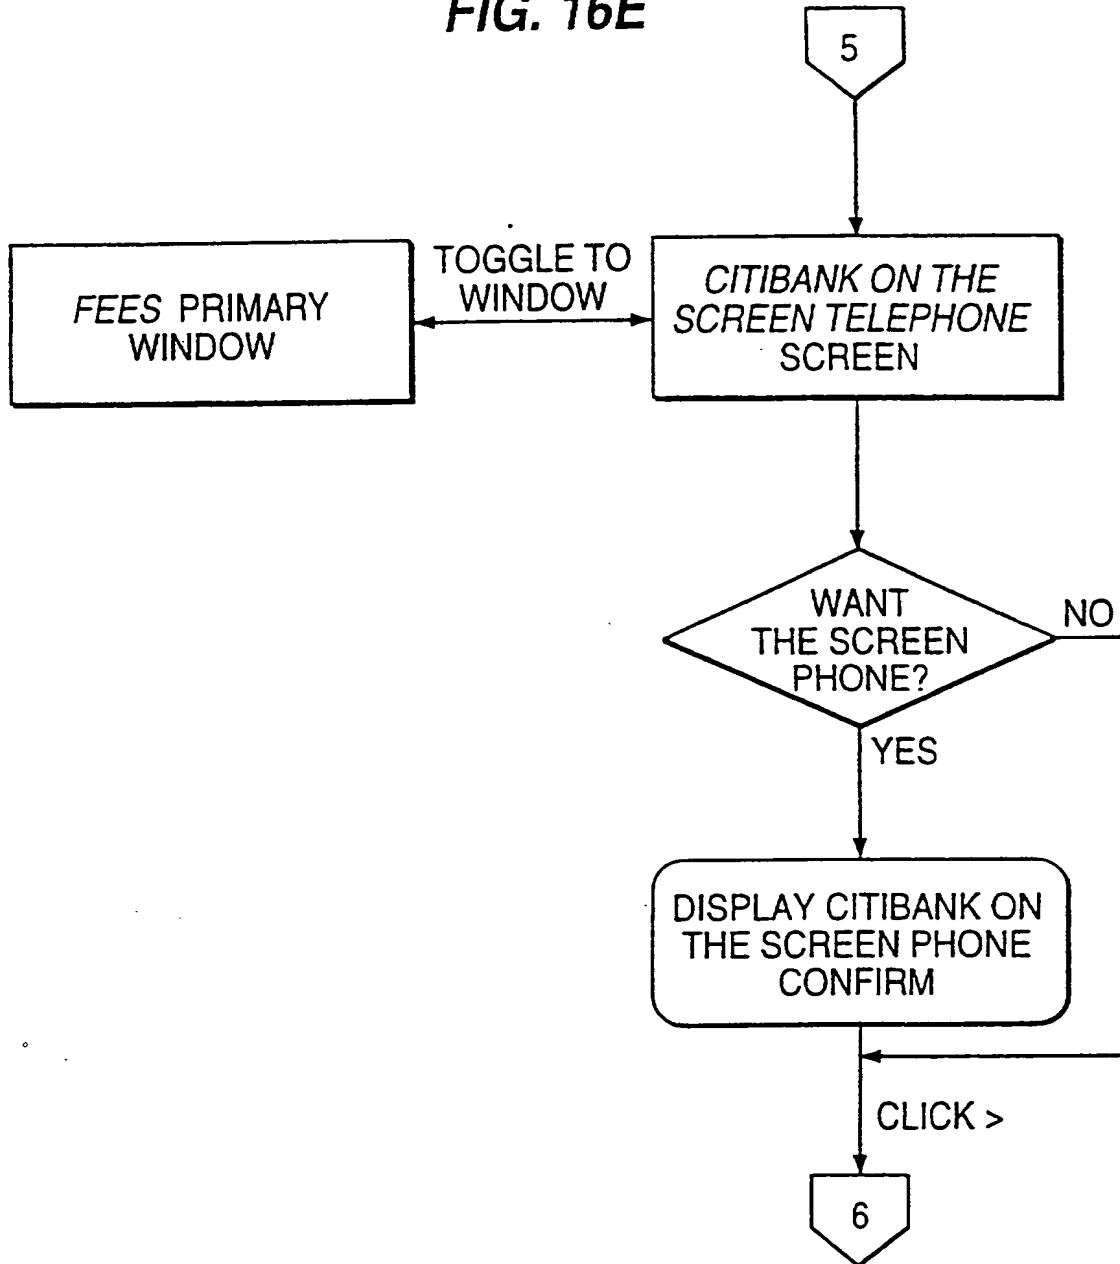 FIG. 16E
5
TOGGLE TO
WINDOW
FEES PRIMARY
WINDOW
CITIBANK ON THE
SCREEN TELEPHONE
SCREEN
WANT
THE SCREEN
PHONE?
NO
YES
DISPLAY CITIBANK ON
THE SCREEN PHONE
CONFIRM
CLICK >
6